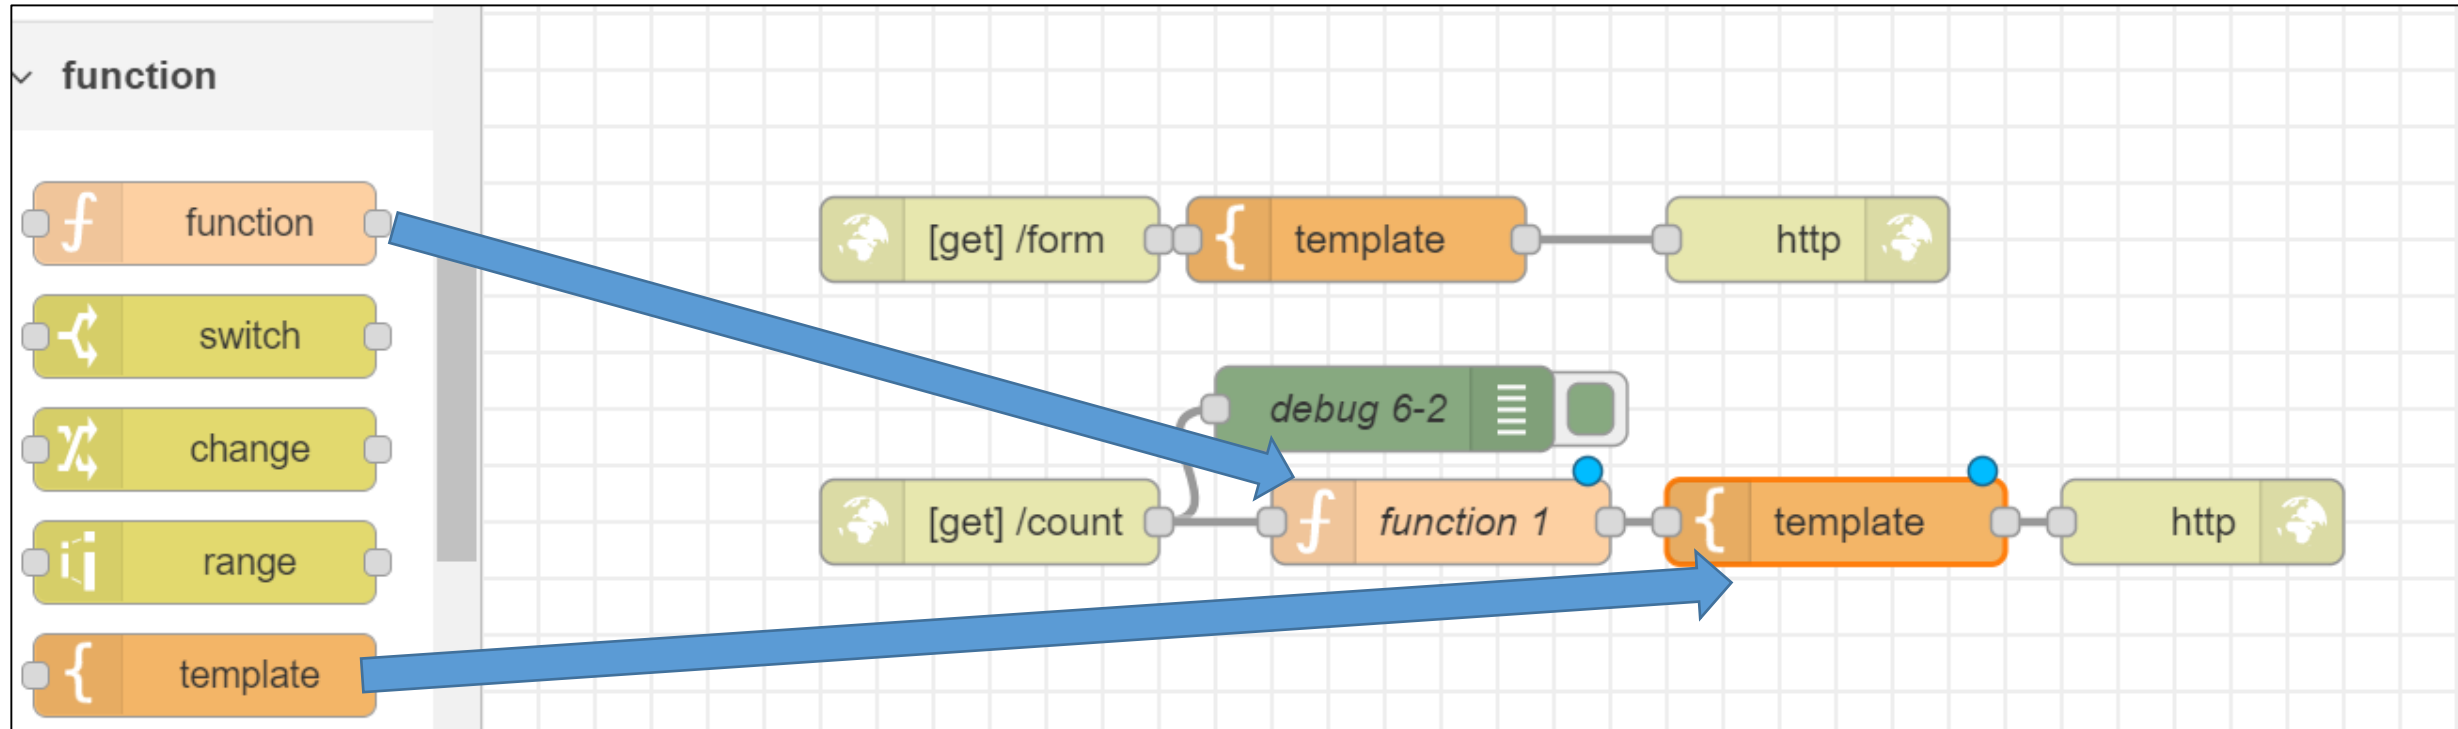 function
function
switch
change
range
template
[get] /form
template
http
debug 6-2
[get] /count
function 1
template
http